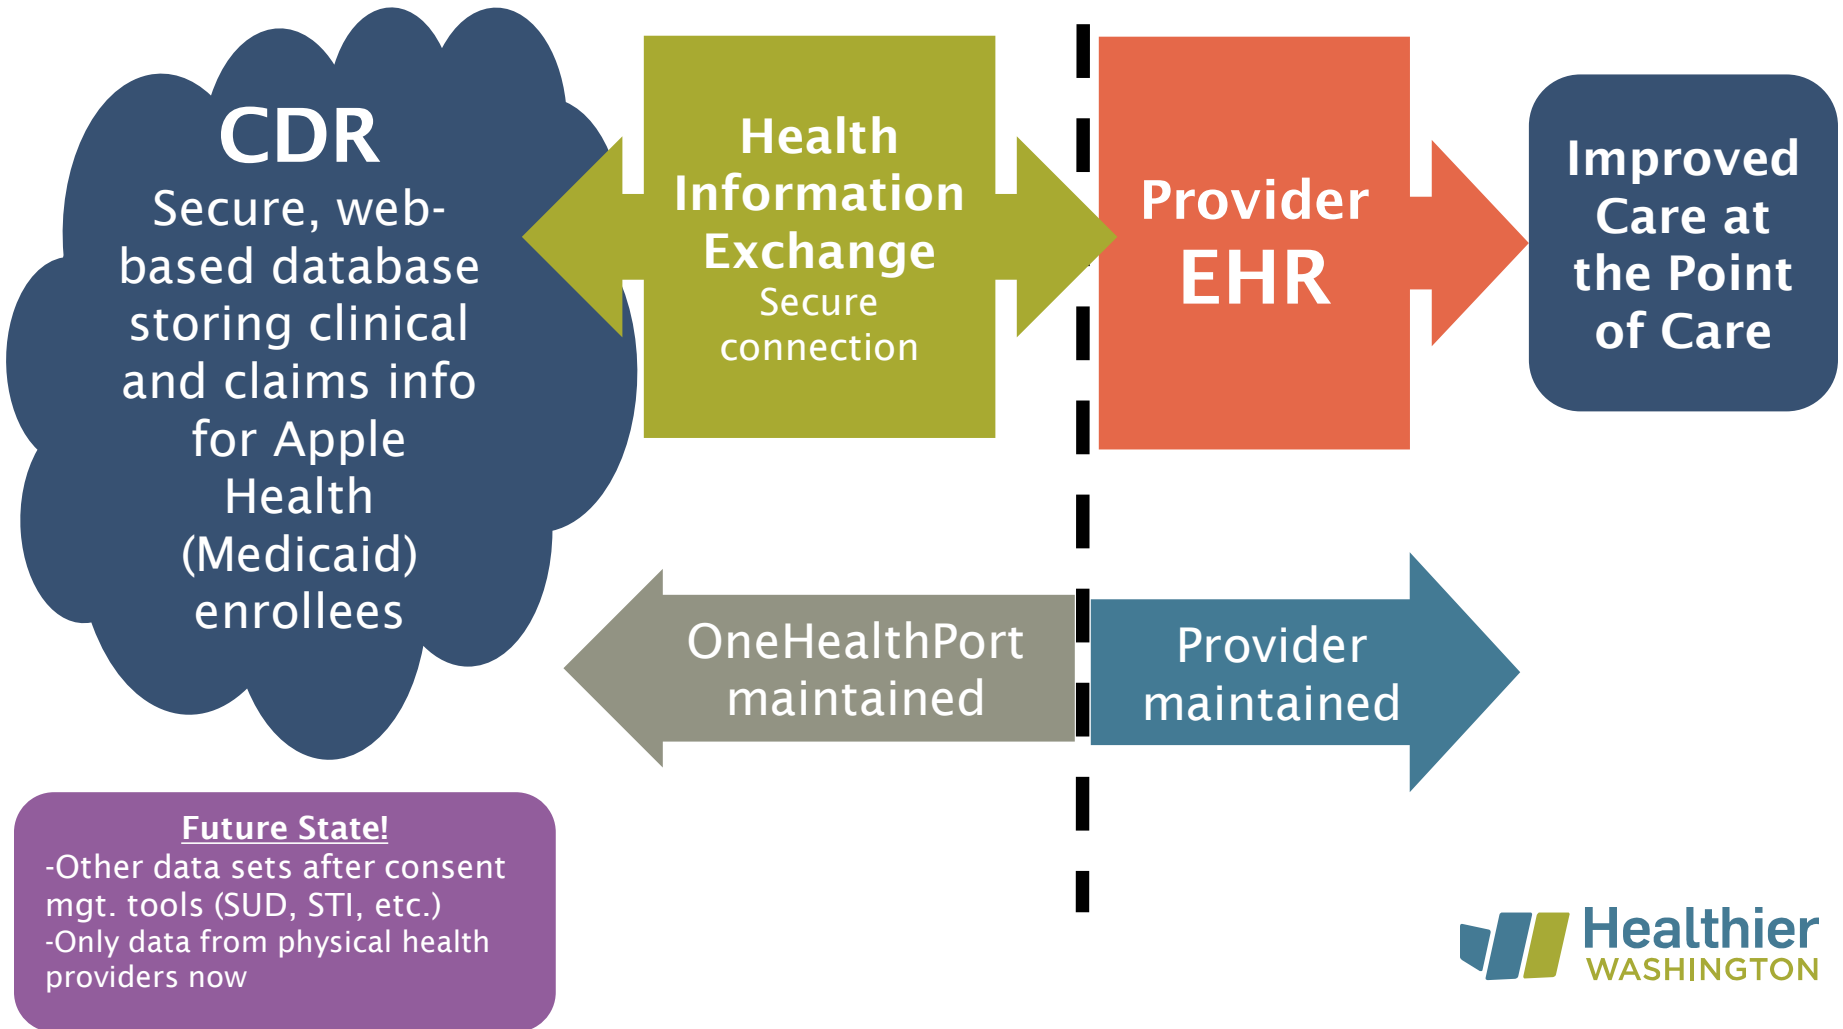 CDR
Secure, web-
based database
storing clinical
and claims info
for Apple
Health
(Medicaid)
enrollees
Health
Information
Exchange
Secure
connection
Provider
EHR
Improved
Care at
the Point
of Care
OneHealthPort
maintained
Provider
maintained
Future State!
-Other data sets after consent
mgt. tools (SUD, STI, etc.)
-Only data from physical health
providers now
Healthier
WASHINGTON